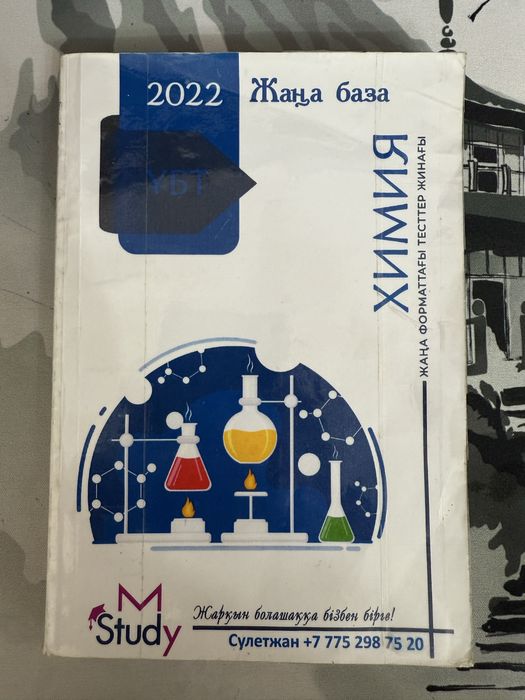 2022 Жаңа база
ҰБТ
ХИМИЯ
ЖАҢА ФОРМАТТАҒЫ ТЕСТТЕР ЖИНАҒЫ
M
Study
Жарқын болашаққа бізбен бірге!
Сулетжан +7 775 298 75 20